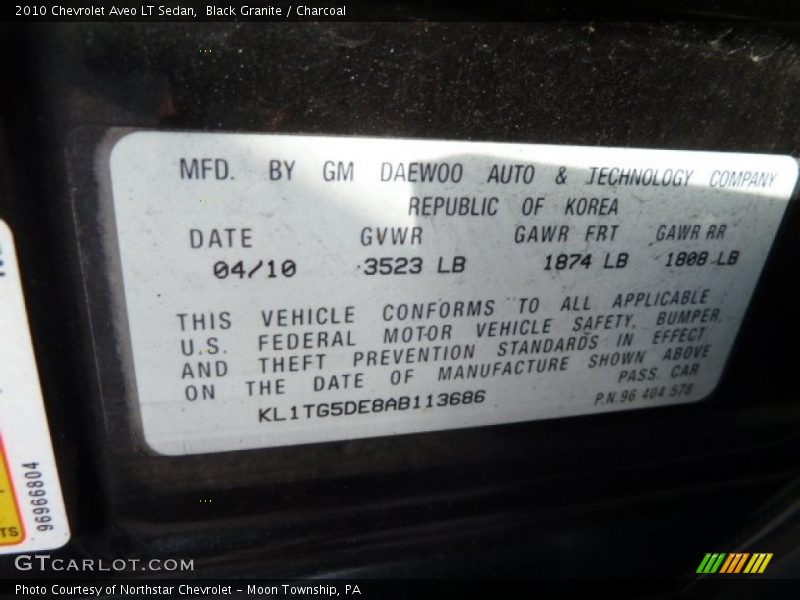 2010 Chevrolet Aveo LT Sedan, Black Granite / Charcoal
MFD. BY GM DAEWOO AUTO & TECHNOLOGY COMPANY
REPUBLIC OF KOREA
DATE GVWR GAWR FRT GAWR RR
04/10 3523 LB 1874 LB 1808 LB
THIS VEHICLE CONFORMS TO ALL APPLICABLE
U.S. FEDERAL MOTOR VEHICLE SAFETY, BUMPER,
AND THEFT PREVENTION STANDARDS IN EFFECT
ON THE DATE OF MANUFACTURE SHOWN ABOVE
KL1TG5DE8AB113686 PASS. CAR
P.N.96 404 578
96966804
GTCARLOT.COM
Photo Courtesy of Northstar Chevrolet - Moon Township, PA